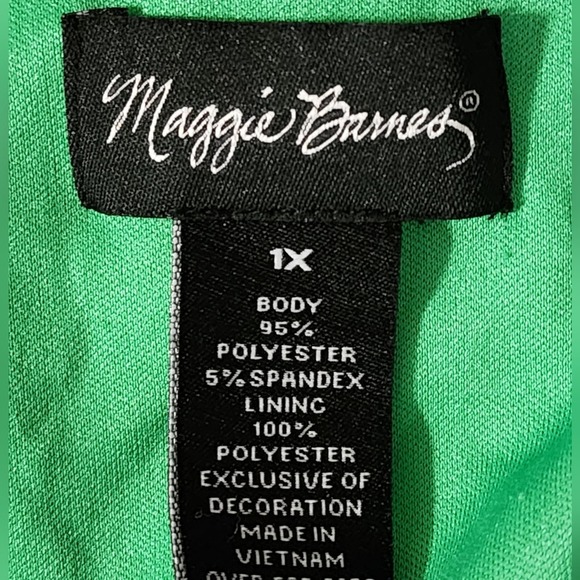 Maggie Barnes®
1X
BODY
95%
POLYESTER
5% SPANDEX
LINING
100%
POLYESTER
EXCLUSIVE OF
DECORATION
MADE IN
VIETNAM